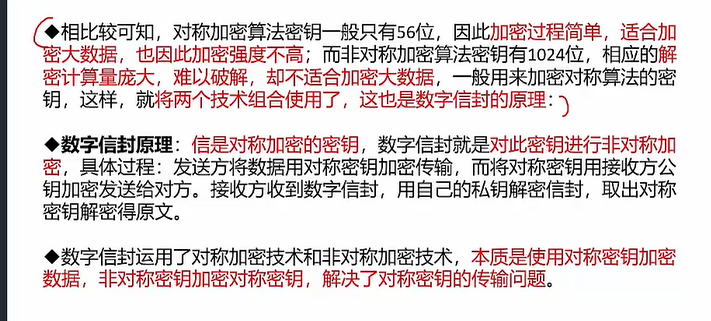 ◆相比较可知，对称加密算法密钥一般只有56位，因此加密过程简单，适合加
密大数据，也因此加密强度不高；而非对称加密算法密钥有1024位，相应的解
密计算量庞大，难以破解，却不适合加密大数据，一般用来加密对称算法的密
钥，这样，就将两个技术组合使用了，这也是数字信封的原理：
◆数字信封原理：信是对称加密的密钥，数字信封就是对此密钥进行非对称加
密，具体过程：发送方将数据用对称密钥加密传输，而将对称密钥用接收方公
钥加密发送给对方。接收方收到数字信封，用自己的私钥解密信封，取出对称
密钥解密得原文。
◆数字信封运用了对称加密技术和非对称加密技术，本质是使用对称密钥加密
数据，非对称密钥加密对称密钥，解决了对称密钥的传输问题。